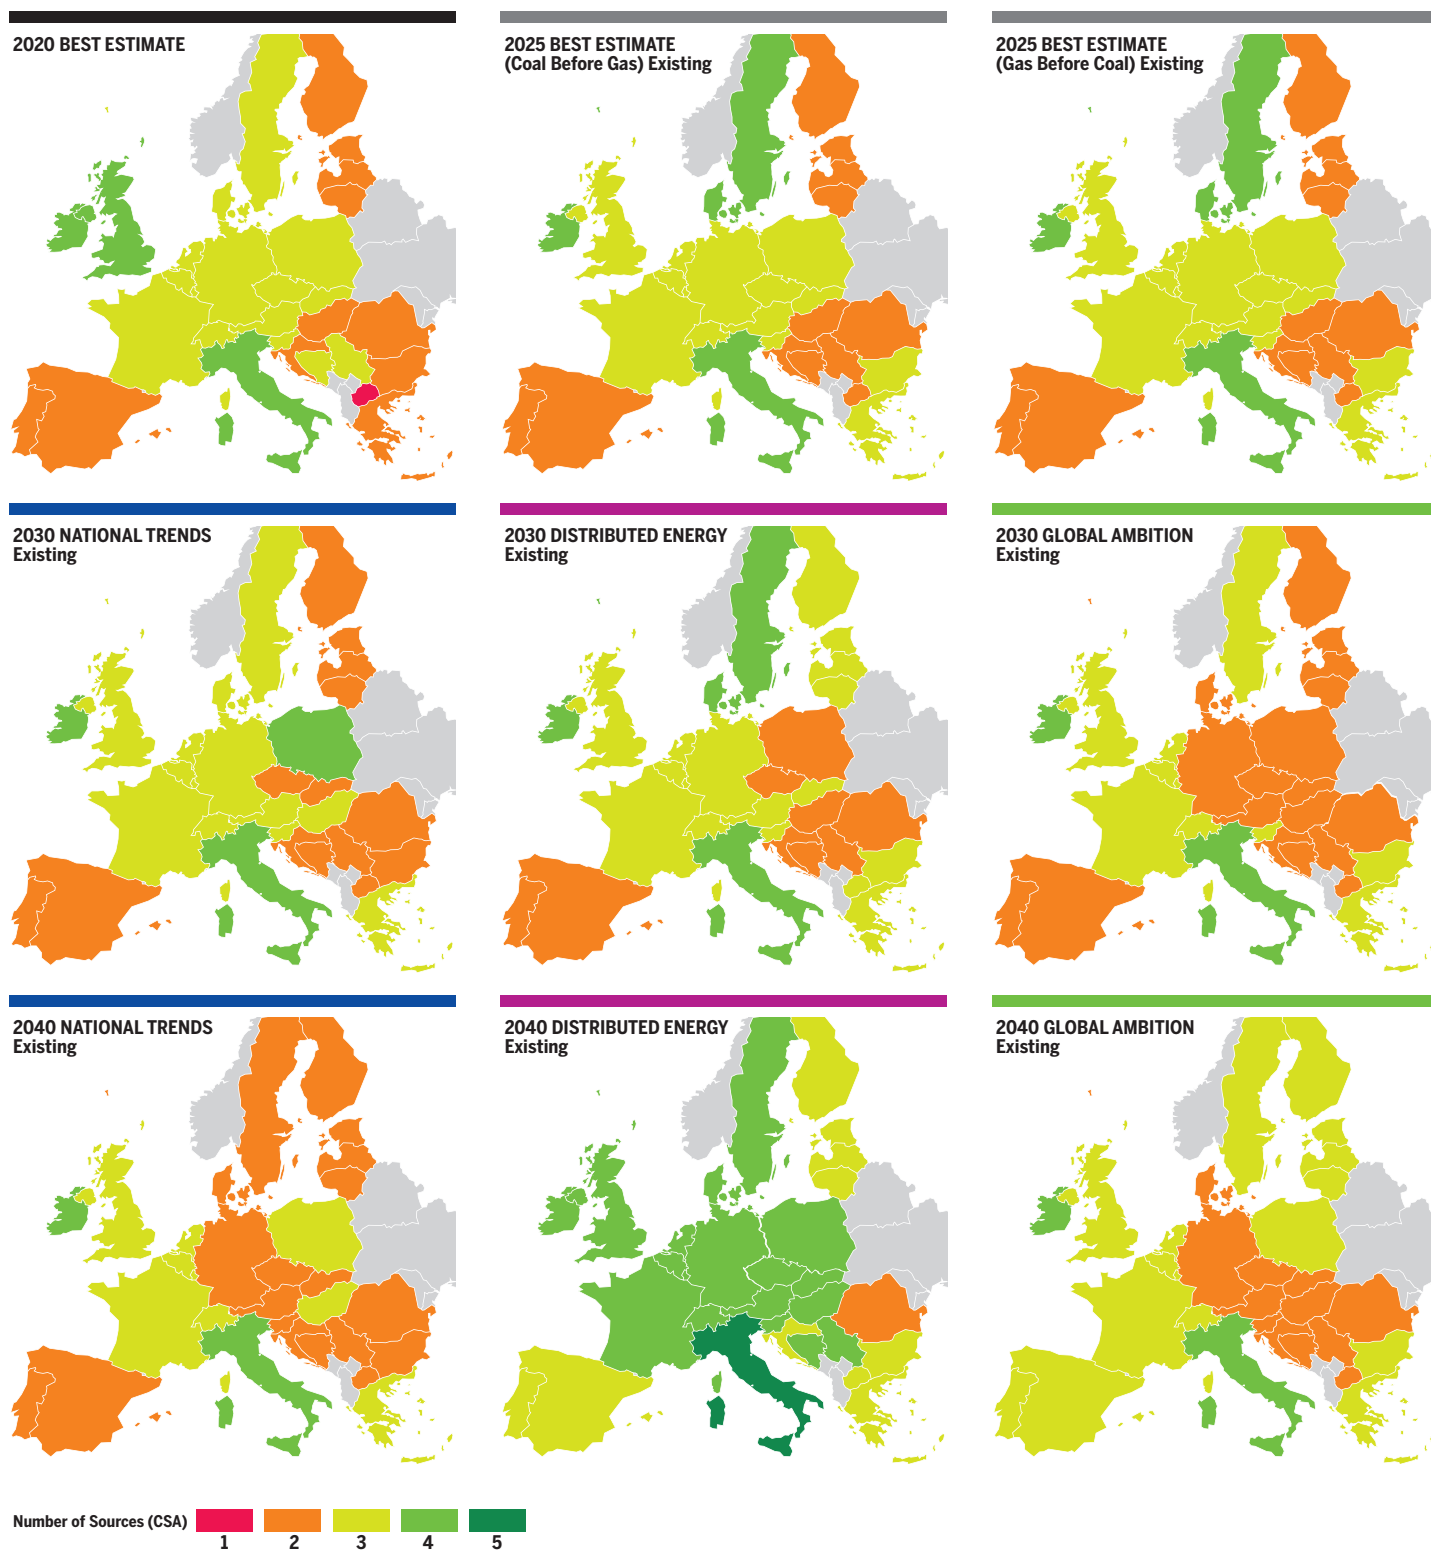 2020 BEST ESTIMATE
2025 BEST ESTIMATE
(Coal Before Gas) Existing
2025 BEST ESTIMATE
(Gas Before Coal) Existing
2030 NATIONAL TRENDS
Existing
2030 DISTRIBUTED ENERGY
Existing
2030 GLOBAL AMBITION
Existing
2040 NATIONAL TRENDS
Existing
2040 DISTRIBUTED ENERGY
Existing
2040 GLOBAL AMBITION
Existing
Number of Sources (CSA)
1 2 3 4 5